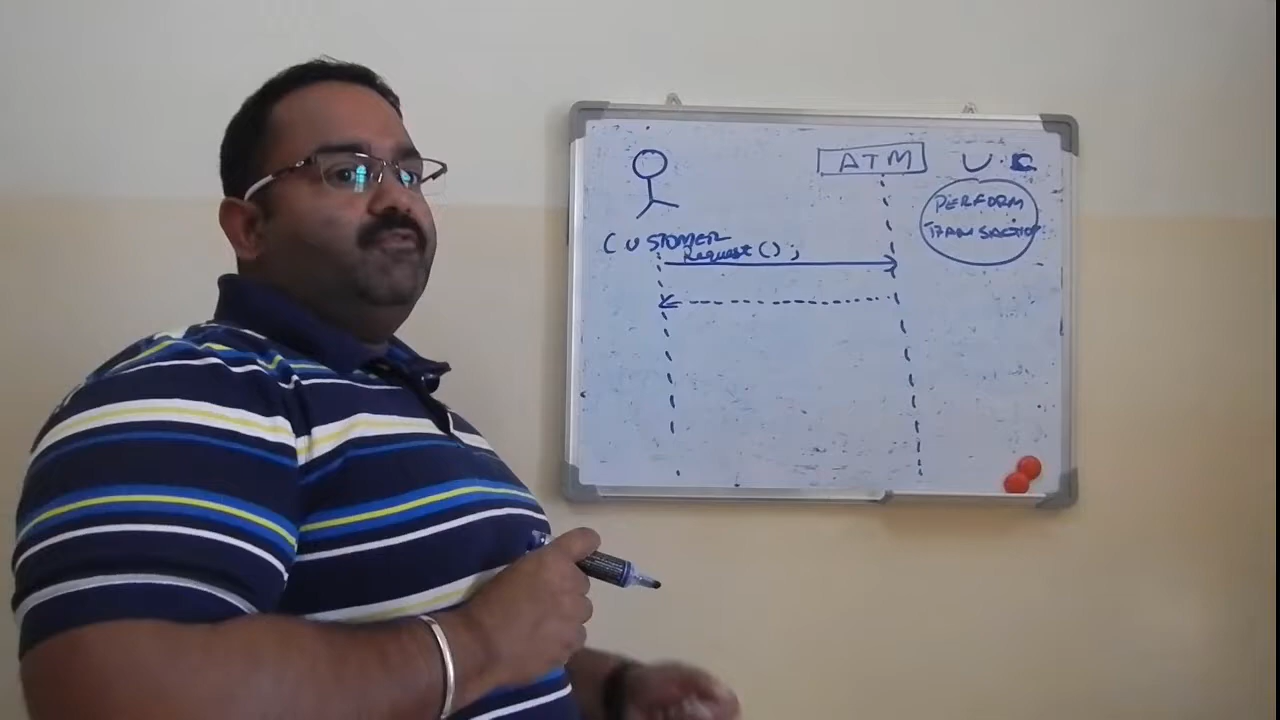 ATM
U.C
PERFORM
TRANSACTION
CUSTOMER
Request();